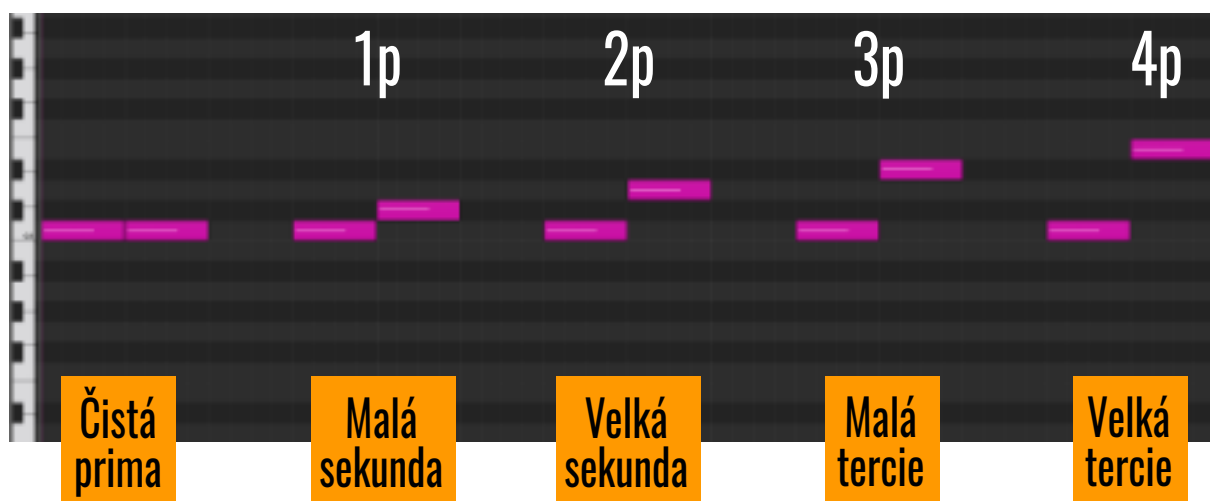 1p
2p
3p
4p
Čistá
prima
Malá
sekunda
Velká
sekunda
Malá
tercie
Velká
tercie